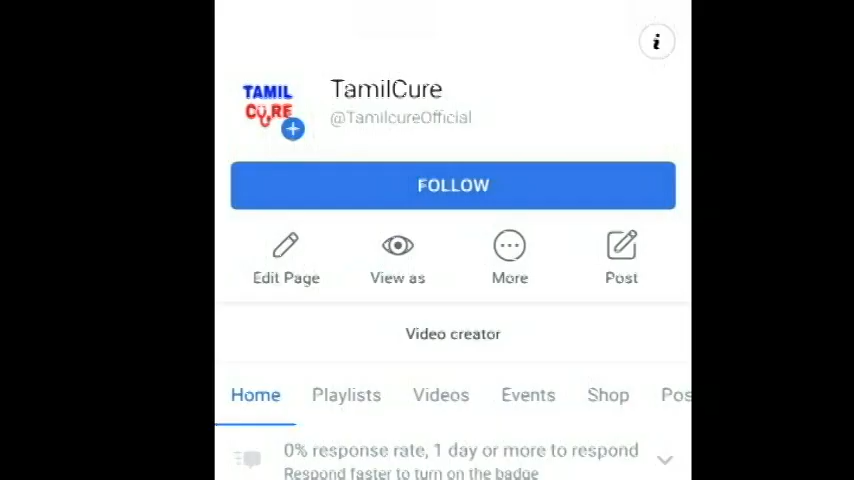 i
TAMIL
CURE
TamilCure
@TamilcureOfficial
FOLLOW
Edit Page
View as
More
Post
Video creator
Home
Playlists
Videos
Events
Shop
Pos
0% response rate, 1 day or more to respond
Respond faster to turn on the badge